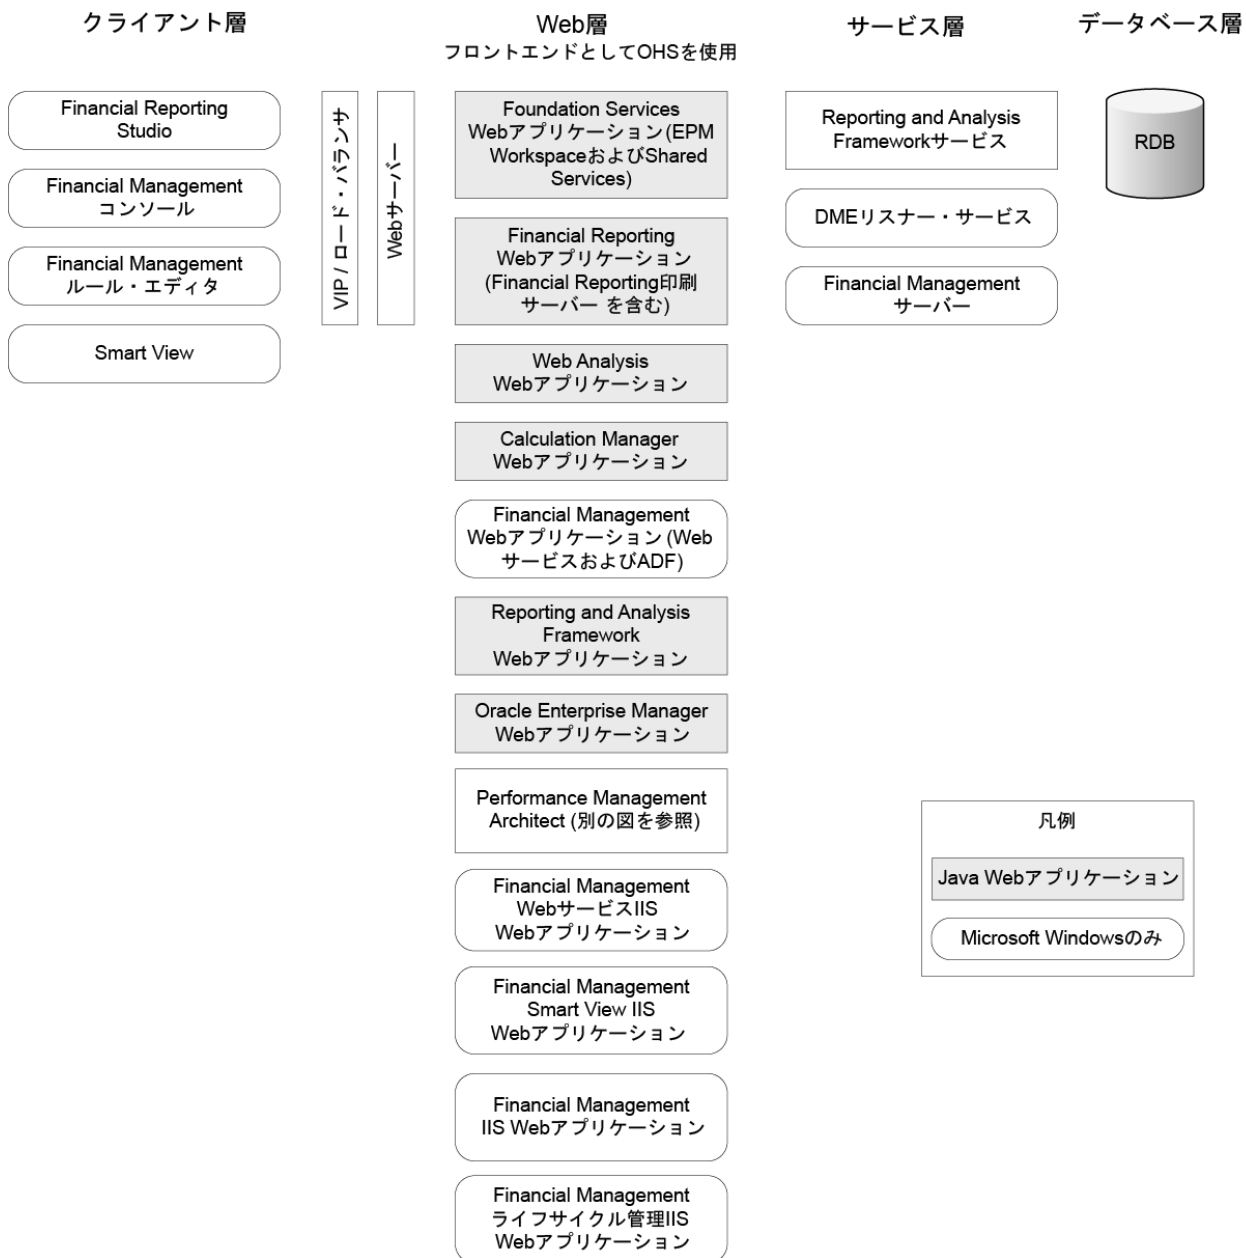 クライアント層
Financial Reporting
Studio
Financial Management
コンソール
Financial Management
ルール・エディタ
Smart View
VIP / ロード・バランサ
Webサーバー
Web層
フロントエンドとしてOHSを使用
Foundation Services
Webアプリケーション(EPM
WorkspaceおよびShared
Services)
Financial Reporting
Webアプリケーション
(Financial Reporting印刷
サーバー を含む)
Web Analysis
Webアプリケーション
Calculation Manager
Webアプリケーション
Financial Management
Webアプリケーション (Web
サービスおよびADF)
Reporting and Analysis
Framework
Webアプリケーション
Oracle Enterprise Manager
Webアプリケーション
Performance Management
Architect (別の図を参照)
Financial Management
WebサービスIIS
Webアプリケーション
Financial Management
Smart View IIS
Webアプリケーション
Financial Management
IIS Webアプリケーション
Financial Management
ライフサイクル管理IIS
Webアプリケーション
サービス層
Reporting and Analysis
Frameworkサービス
DMEリスナー・サービス
Financial Management
サーバー
データベース層
RDB
凡例
Java Webアプリケーション
Microsoft Windowsのみ